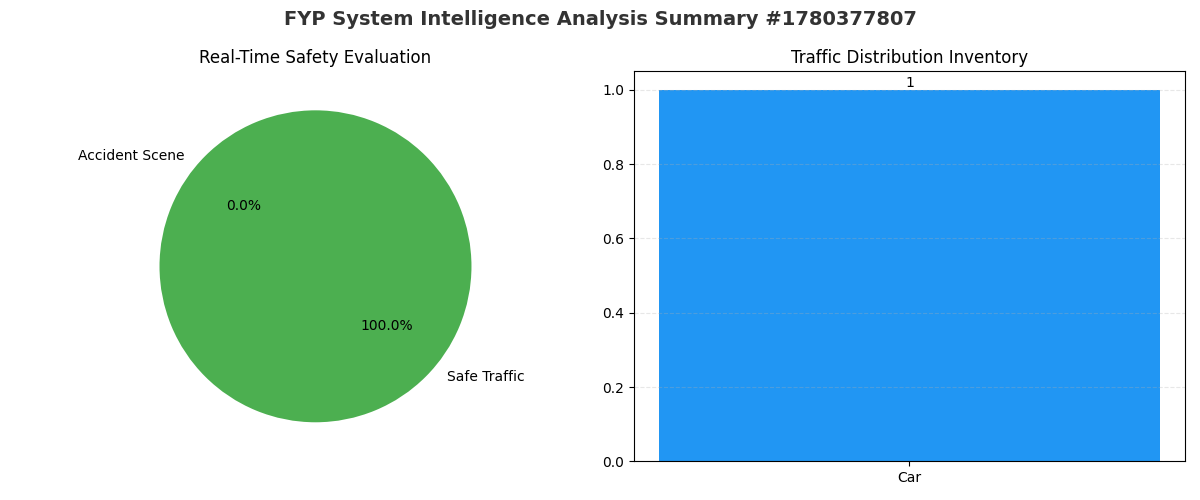 FYP System Intelligence Analysis Summary #1780377807
Real-Time Safety Evaluation
Accident Scene
0.0%
100.0%
Safe Traffic
Traffic Distribution Inventory
1
1.0
0.8
0.6
0.4
0.2
0.0
Car